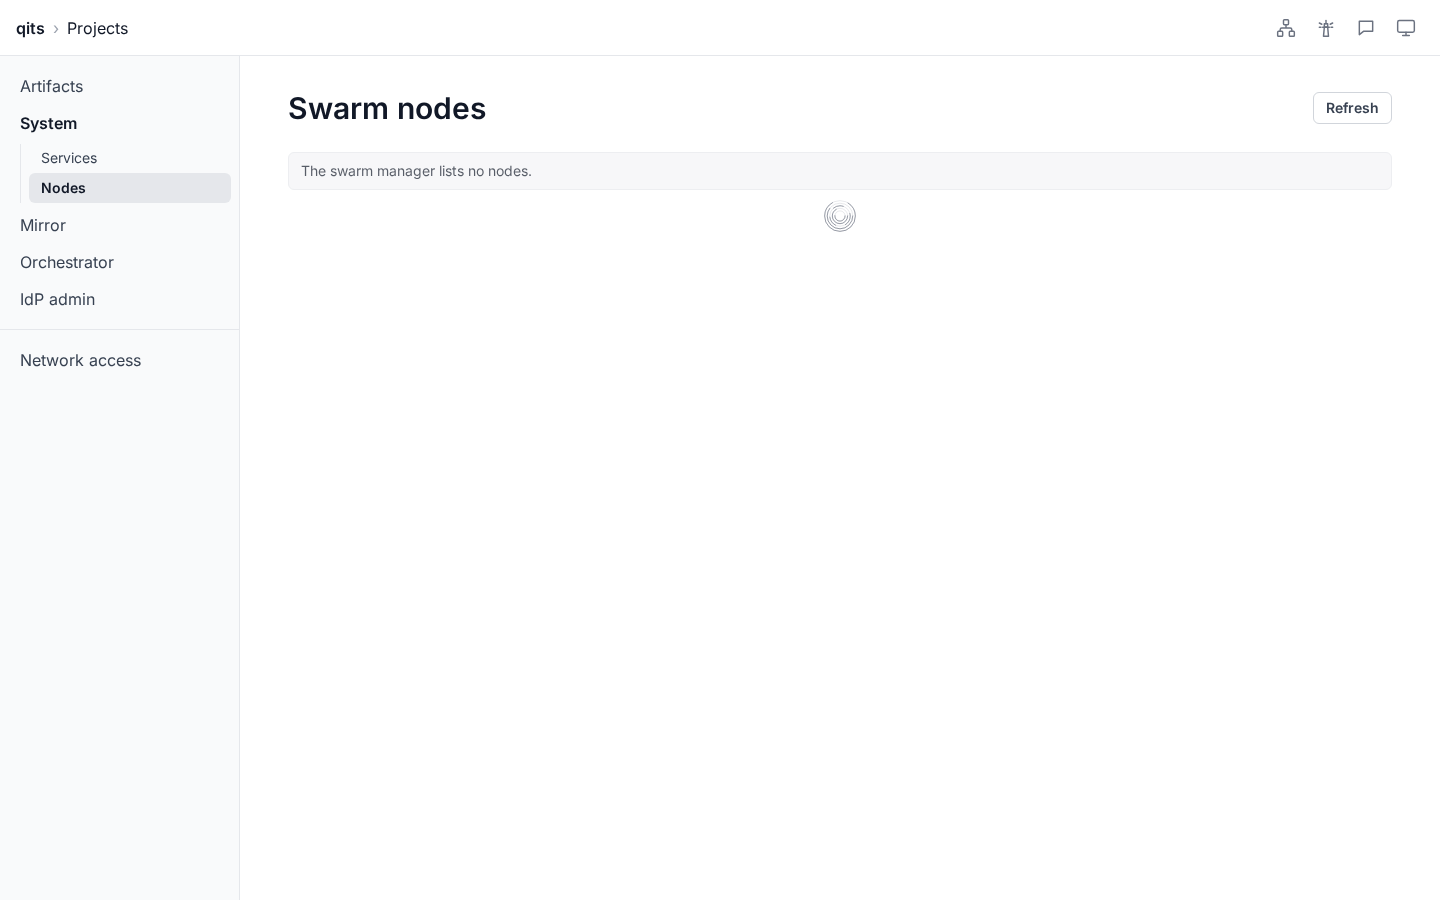 qits › Projects
Artifacts
System
Services
Nodes
Mirror
Orchestrator
IdP admin
Network access
Swarm nodes
Refresh
The swarm manager lists no nodes.